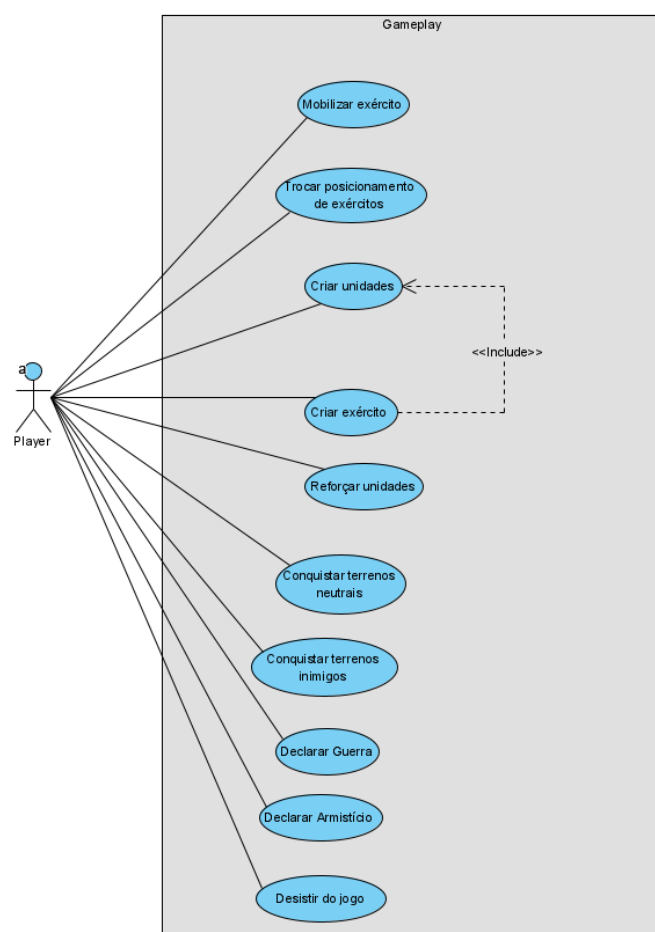 Gameplay
Mobilizar exército
Trocar posicionamento
de exércitos
Criar unidades
<<Include>>
a
Player
Criar exército
Reforçar unidades
Conquistar terrenos
neutrais
Conquistar terrenos
inimigos
Declarar Guerra
Declarar Armistício
Desistir do jogo